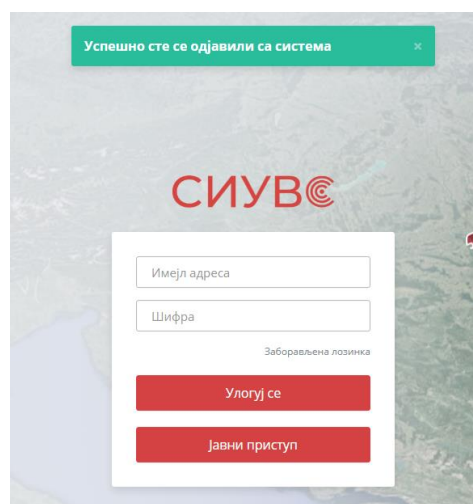 Успешно сте се одјавили са система ×
СИУВС
Имејл адреса
Шифра
Заборављена лозинка
Улогуј се
Јавни приступ